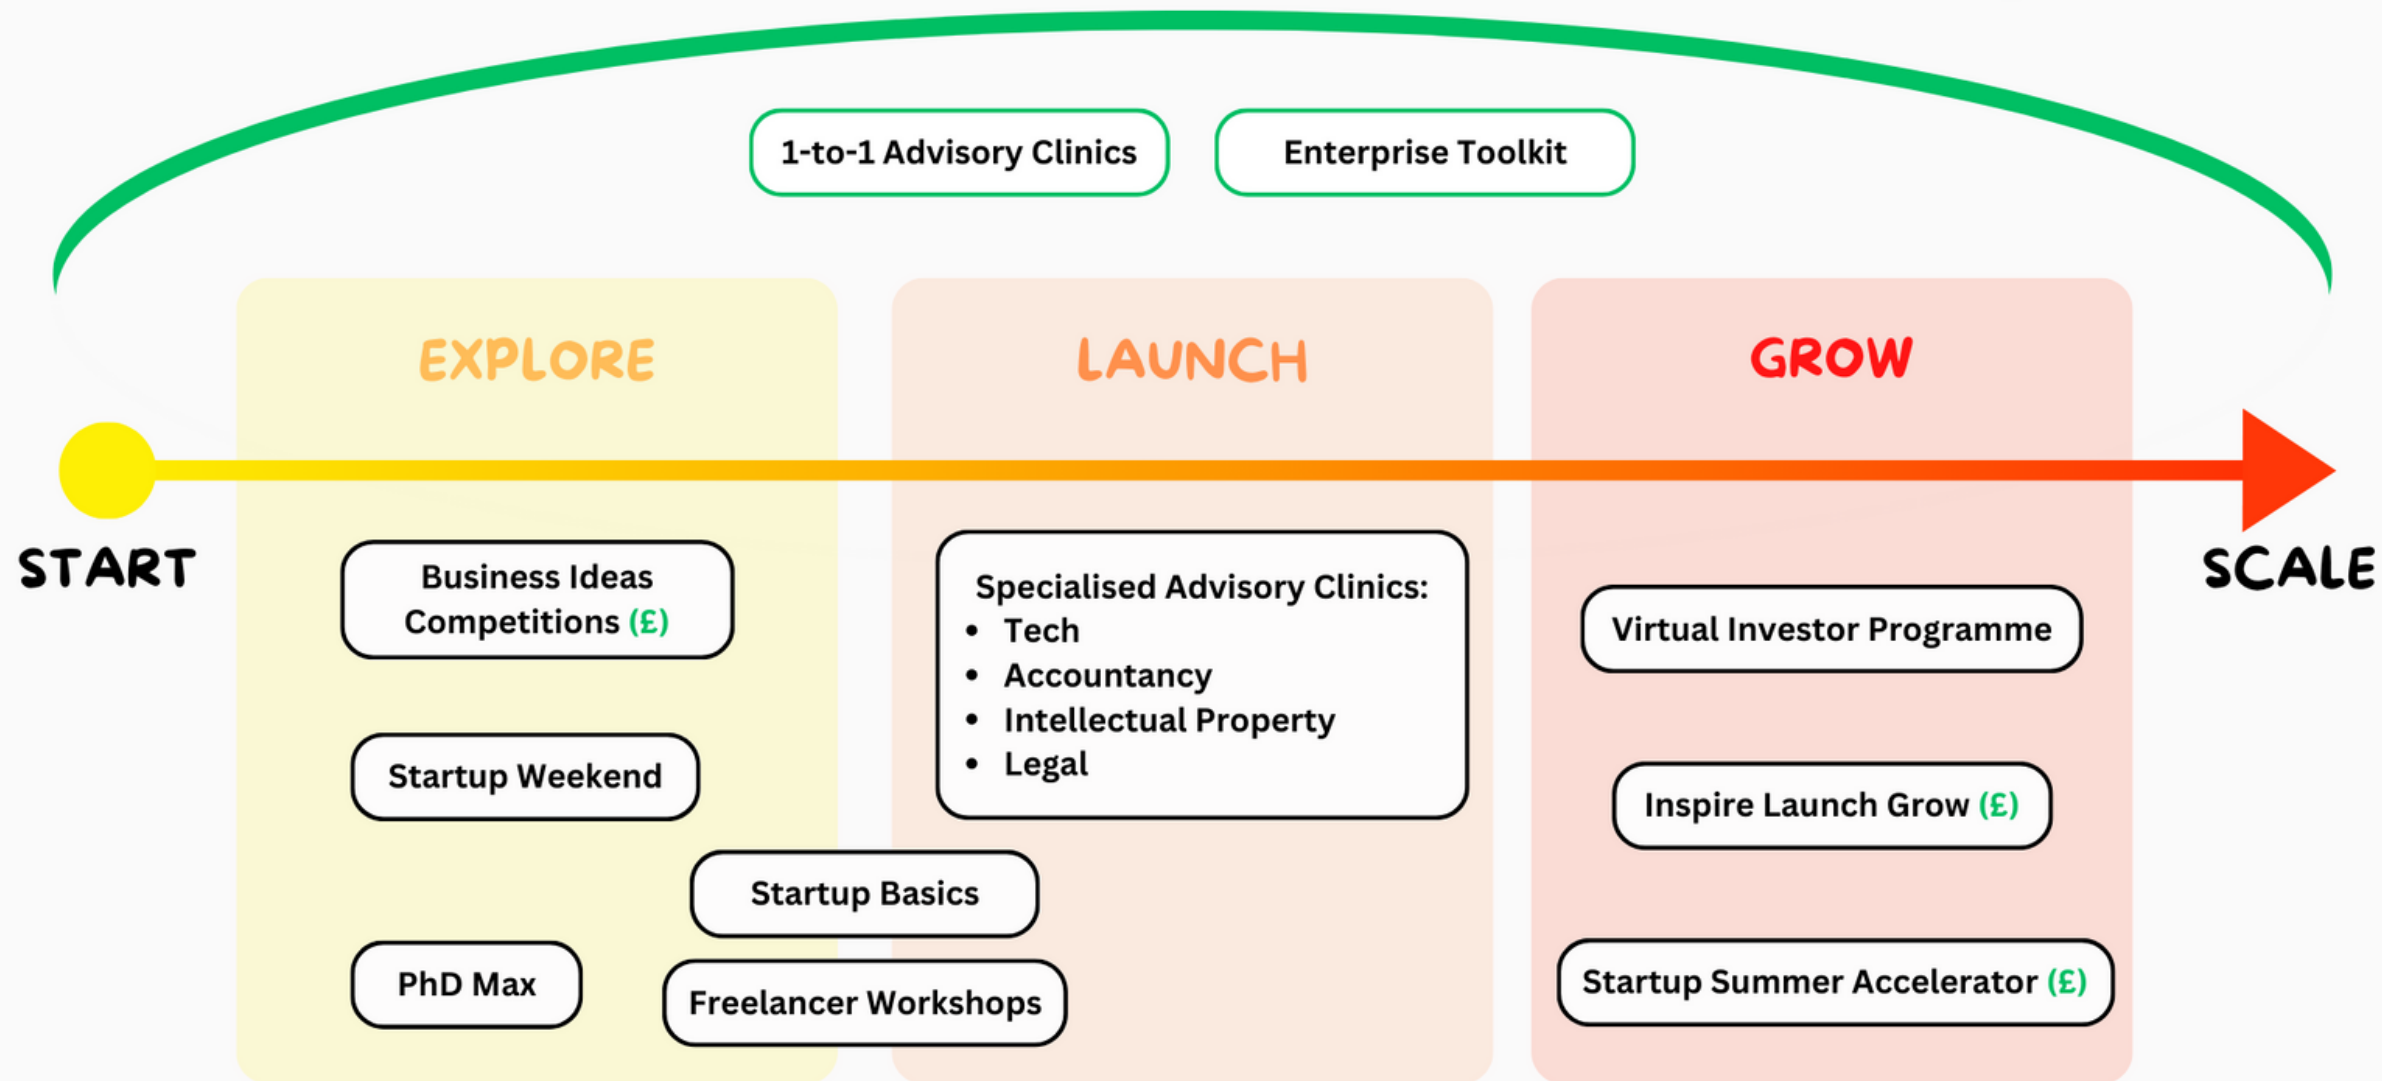 1-to-1 Advisory Clinics
Enterprise Toolkit
EXPLORE
LAUNCH
GROW
START
SCALE
Business Ideas
Competitions (£)
Startup Weekend
PhD Max
Startup Basics
Freelancer Workshops
Specialised Advisory Clinics:
• Tech
• Accountancy
• Intellectual Property
• Legal
Virtual Investor Programme
Inspire Launch Grow (£)
Startup Summer Accelerator (£)